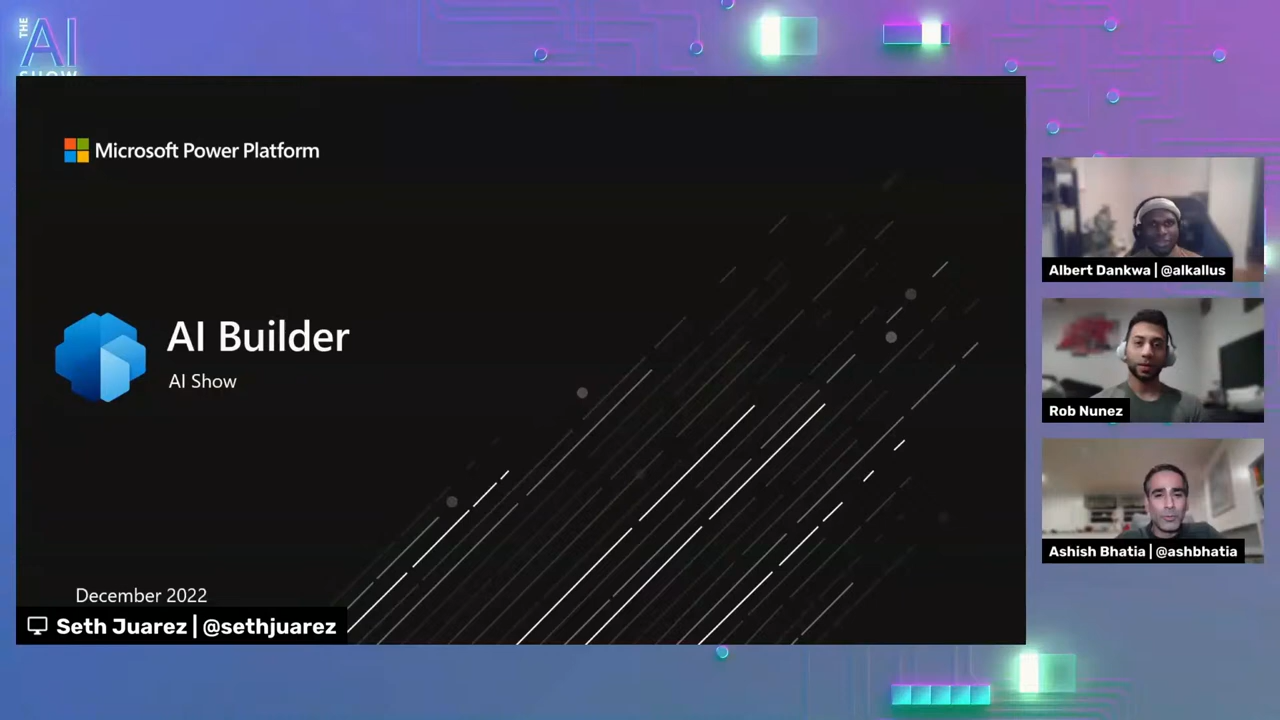 THE
AI
SHOW
Microsoft Power Platform
AI Builder
AI Show
December 2022
Seth Juarez | @sethjuarez
Albert Dankwa | @alkallus
Rob Nunez
Ashish Bhatia | @ashbhatia